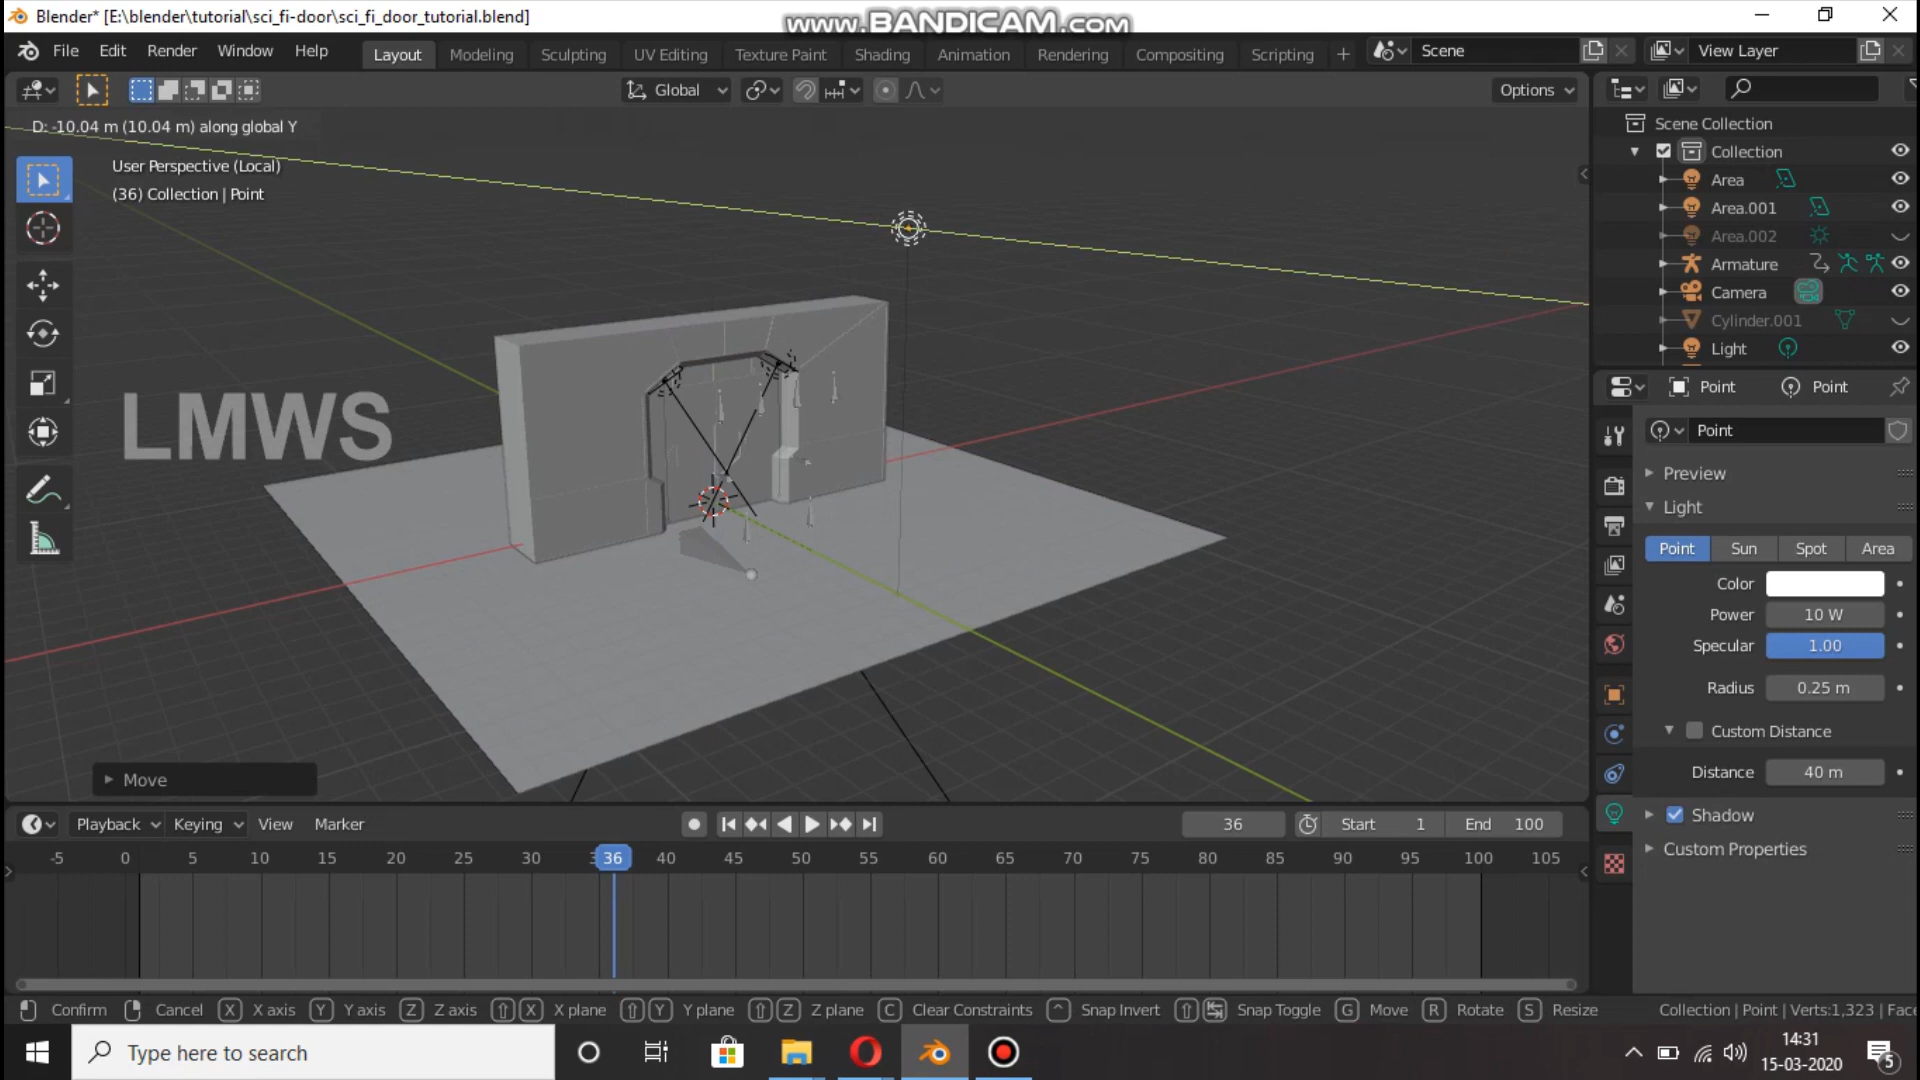 Blender* [E:\blender\tutorial\sci_fi-door\sci_fi_door_tutorial.blend]
www.BANDICAM.com
File Edit Render Window Help
Layout Modeling Sculpting UV Editing Texture Paint Shading Animation Rendering Compositing Scripting +
Scene
View Layer
Global
Options
D: -10.04 m (10.04 m) along global Y
User Perspective (Local)
(36) Collection | Point
LMWS
Move
Scene Collection
Collection
Area
Area.001
Area.002
Armature
Camera
Cylinder.001
Light
Point Point
Point
Preview
Light
Point Sun Spot Area
Color
Power 10 W
Specular 1.00
Radius 0.25 m
Custom Distance
Distance 40 m
Shadow
Custom Properties
Playback Keying View Marker
36
Start 1
End 100
-5 0 5 10 15 20 25 30 36 40 45 50 55 60 65 70 75 80 85 90 95 100 105
Confirm Cancel X X axis Y Y axis Z Z axis X X plane Y Y plane Z Z plane C Clear Constraints ^ Snap Invert Snap Toggle G Move R Rotate S Resize
Collection | Point | Verts:1,323 | Face
Type here to search
14:31
15-03-2020
5